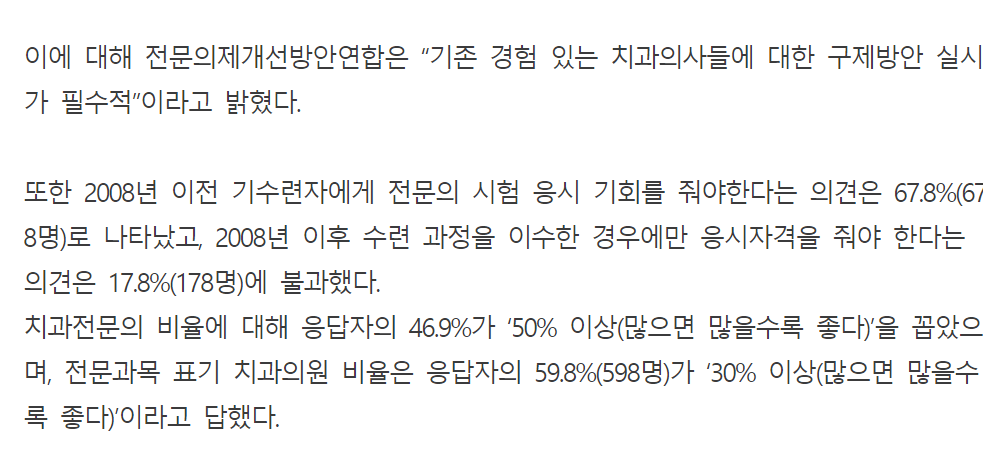 이에 대해 전문의제개선방안연합은 “기존 경험 있는 치과의사들에 대한 구제방안 실시
가 필수적”이라고 밝혔다.
또한 2008년 이전 기수련자에게 전문의 시험 응시 기회를 줘야한다는 의견은 67.8%(67
8명)로 나타났고, 2008년 이후 수련 과정을 이수한 경우에만 응시자격을 줘야 한다는
의견은 17.8%(178명)에 불과했다.
치과전문의 비율에 대해 응답자의 46.9%가 ‘50% 이상(많으면 많을수록 좋다)’을 꼽았으
며, 전문과목 표기 치과의원 비율은 응답자의 59.8%(598명)가 ‘30% 이상(많으면 많을수
록 좋다)’이라고 답했다.